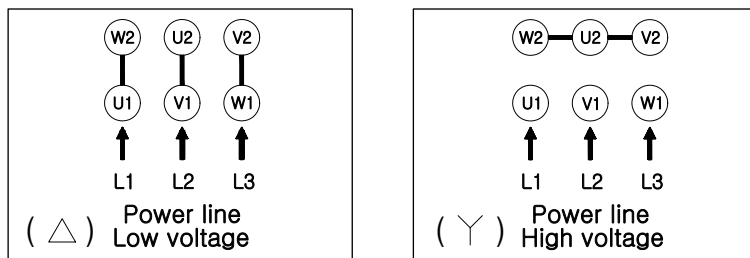 W2 U2 V2
U1 V1 W1
L1 L2 L3
( △ ) Power line
Low voltage
W2 U2 V2
U1 V1 W1
L1 L2 L3
( Y ) Power line
High voltage